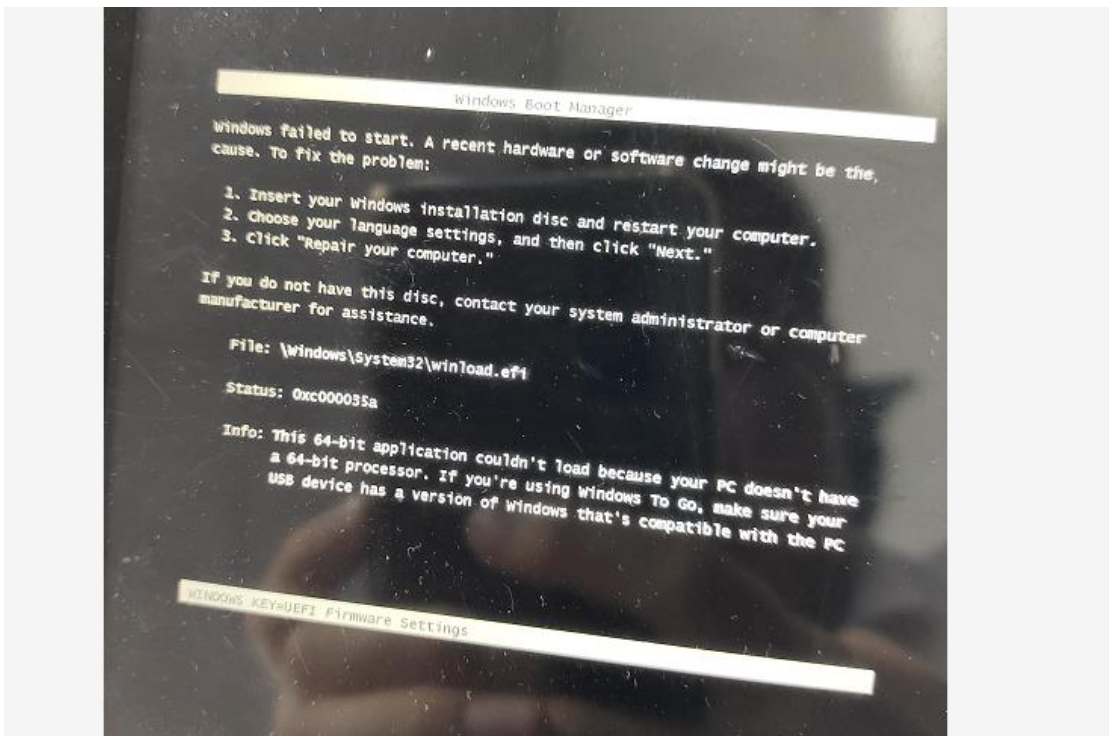 Windows Boot Manager
Windows failed to start. A recent hardware or software change might be the
cause. To fix the problem:
1. Insert your Windows installation disc and restart your computer.
2. Choose your language settings, and then click "Next."
3. Click "Repair your computer."
If you do not have this disc, contact your system administrator or computer
manufacturer for assistance.
File: \Windows\System32\winload.efi
Status: 0xc000035a
Info: This 64-bit application couldn't load because your PC doesn't have
a 64-bit processor. If you're using Windows To Go, make sure your
USB device has a version of Windows that's compatible with the PC
WINDOWS KEY=UEFI Firmware Settings